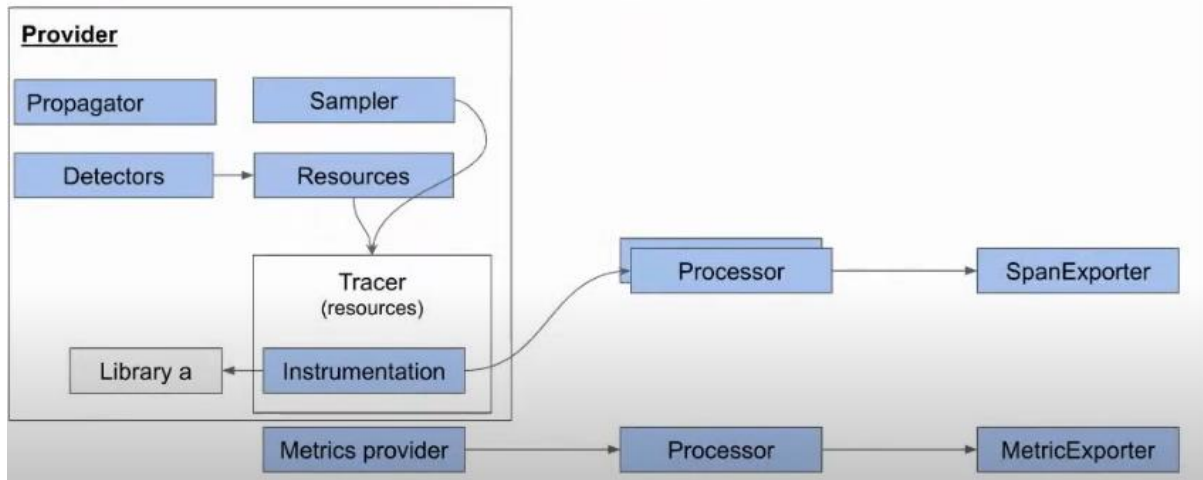 Provider
Propagator
Sampler
Detectors
Resources
Tracer
(resources)
Processor
SpanExporter
Library a
Instrumentation
Metrics provider
Processor
MetricExporter